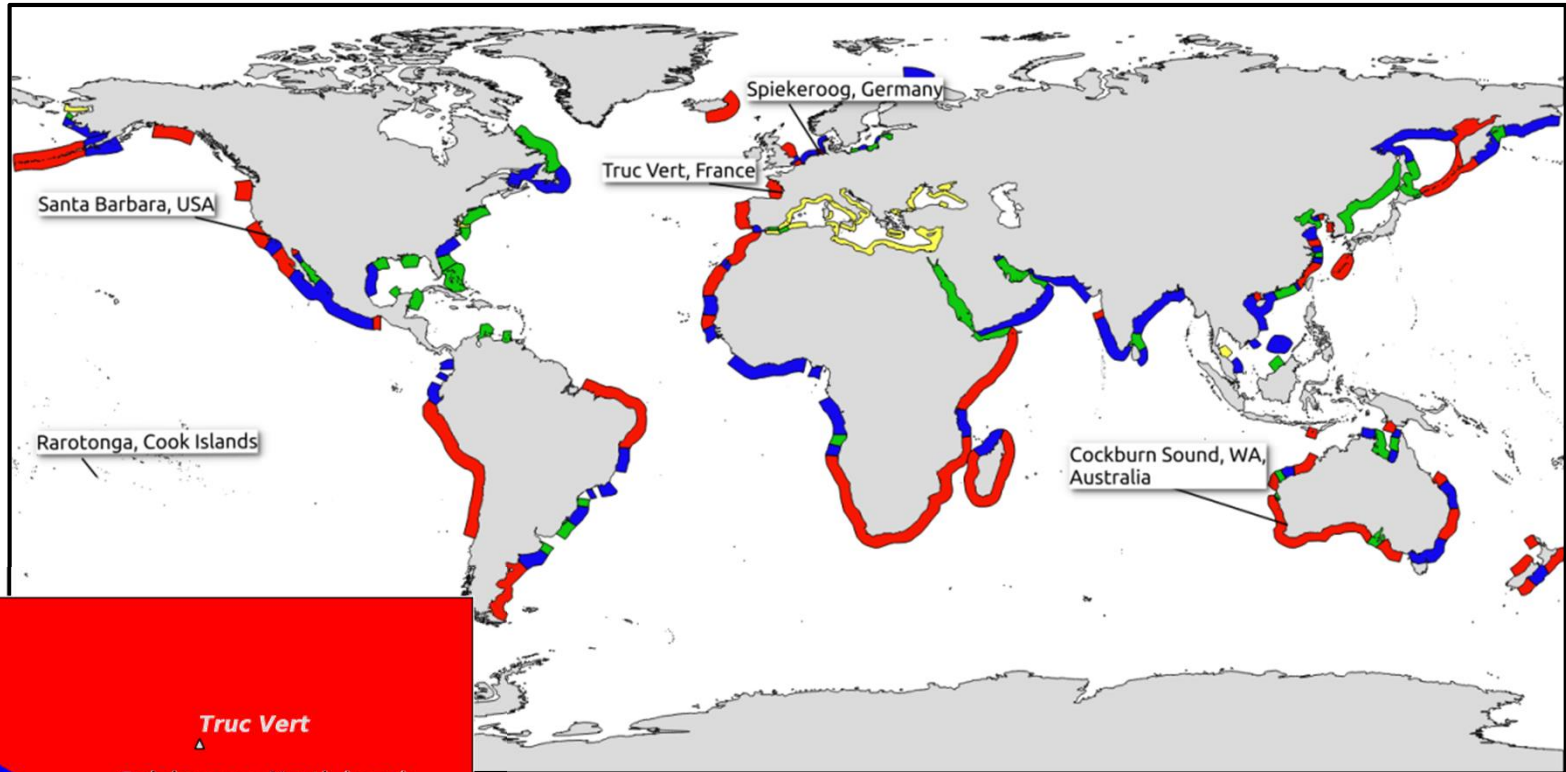 Spiekeroog, Germany
Truc Vert, France
Santa Barbara, USA
Rarotonga, Cook Islands
Cockburn Sound, WA,
Australia
Truc Vert